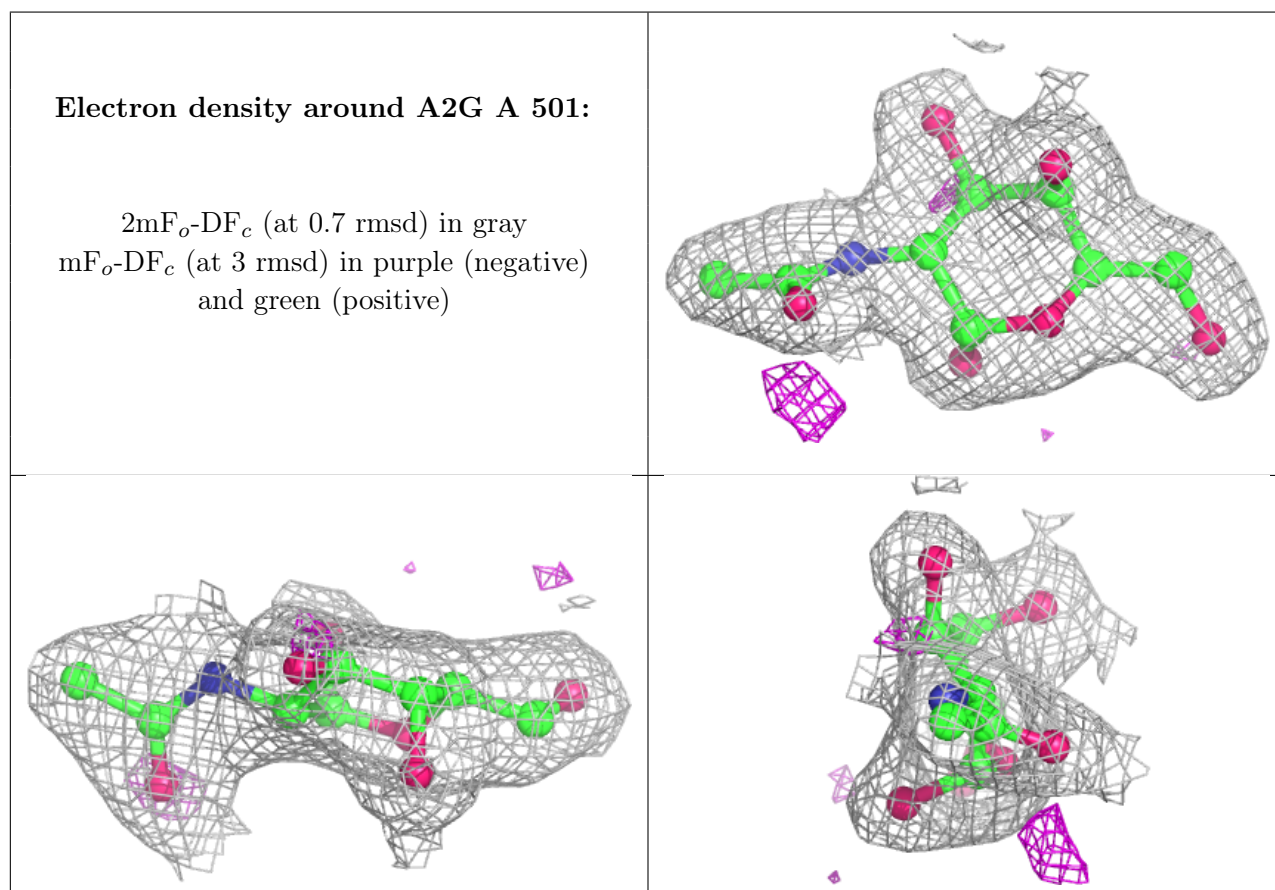 Electron density around A2G A 501:
2mFₒ-DF𝒸 (at 0.7 rmsd) in gray
mFₒ-DF𝒸 (at 3 rmsd) in purple (negative)
and green (positive)